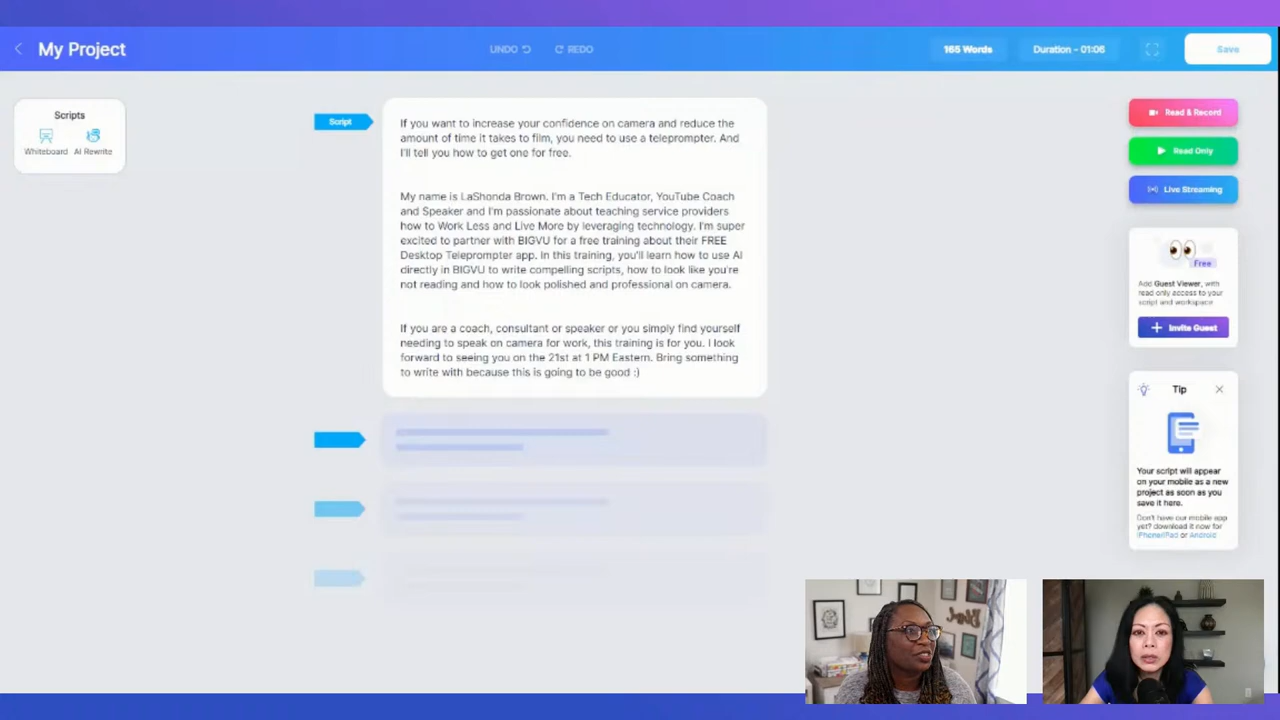 My Project
UNDO
REDO
165 Words
Duration - 01:06
Save
Scripts
Whiteboard
AI Rewrite
Script
If you want to increase your confidence on camera and reduce the
amount of time it takes to film, you need to use a teleprompter. And
I'll tell you how to get one for free.
My name is LaShonda Brown. I'm a Tech Educator, YouTube Coach
and Speaker and I'm passionate about teaching service providers
how to Work Less and Live More by leveraging technology. I'm super
excited to partner with BIGVU for a free training about their FREE
Desktop Teleprompter app. In this training, you'll learn how to use AI
directly in BIGVU to write compelling scripts, how to look like you're
not reading and how to look polished and professional on camera.
If you are a coach, consultant or speaker or you simply find yourself
needing to speak on camera for work, this training is for you. I look
forward to seeing you on the 21st at 1 PM Eastern. Bring something
to write with because this is going to be good :)
Read & Record
Read Only
Live Streaming
Free
Add Guest Viewer, with
read only access to your
script and workspace
+ Invite Guest
Tip
Your script will appear
on your mobile as a new
project as soon as you
save it here.
Don't have our mobile app
yet? download it now for
iPhone/iPad or Android